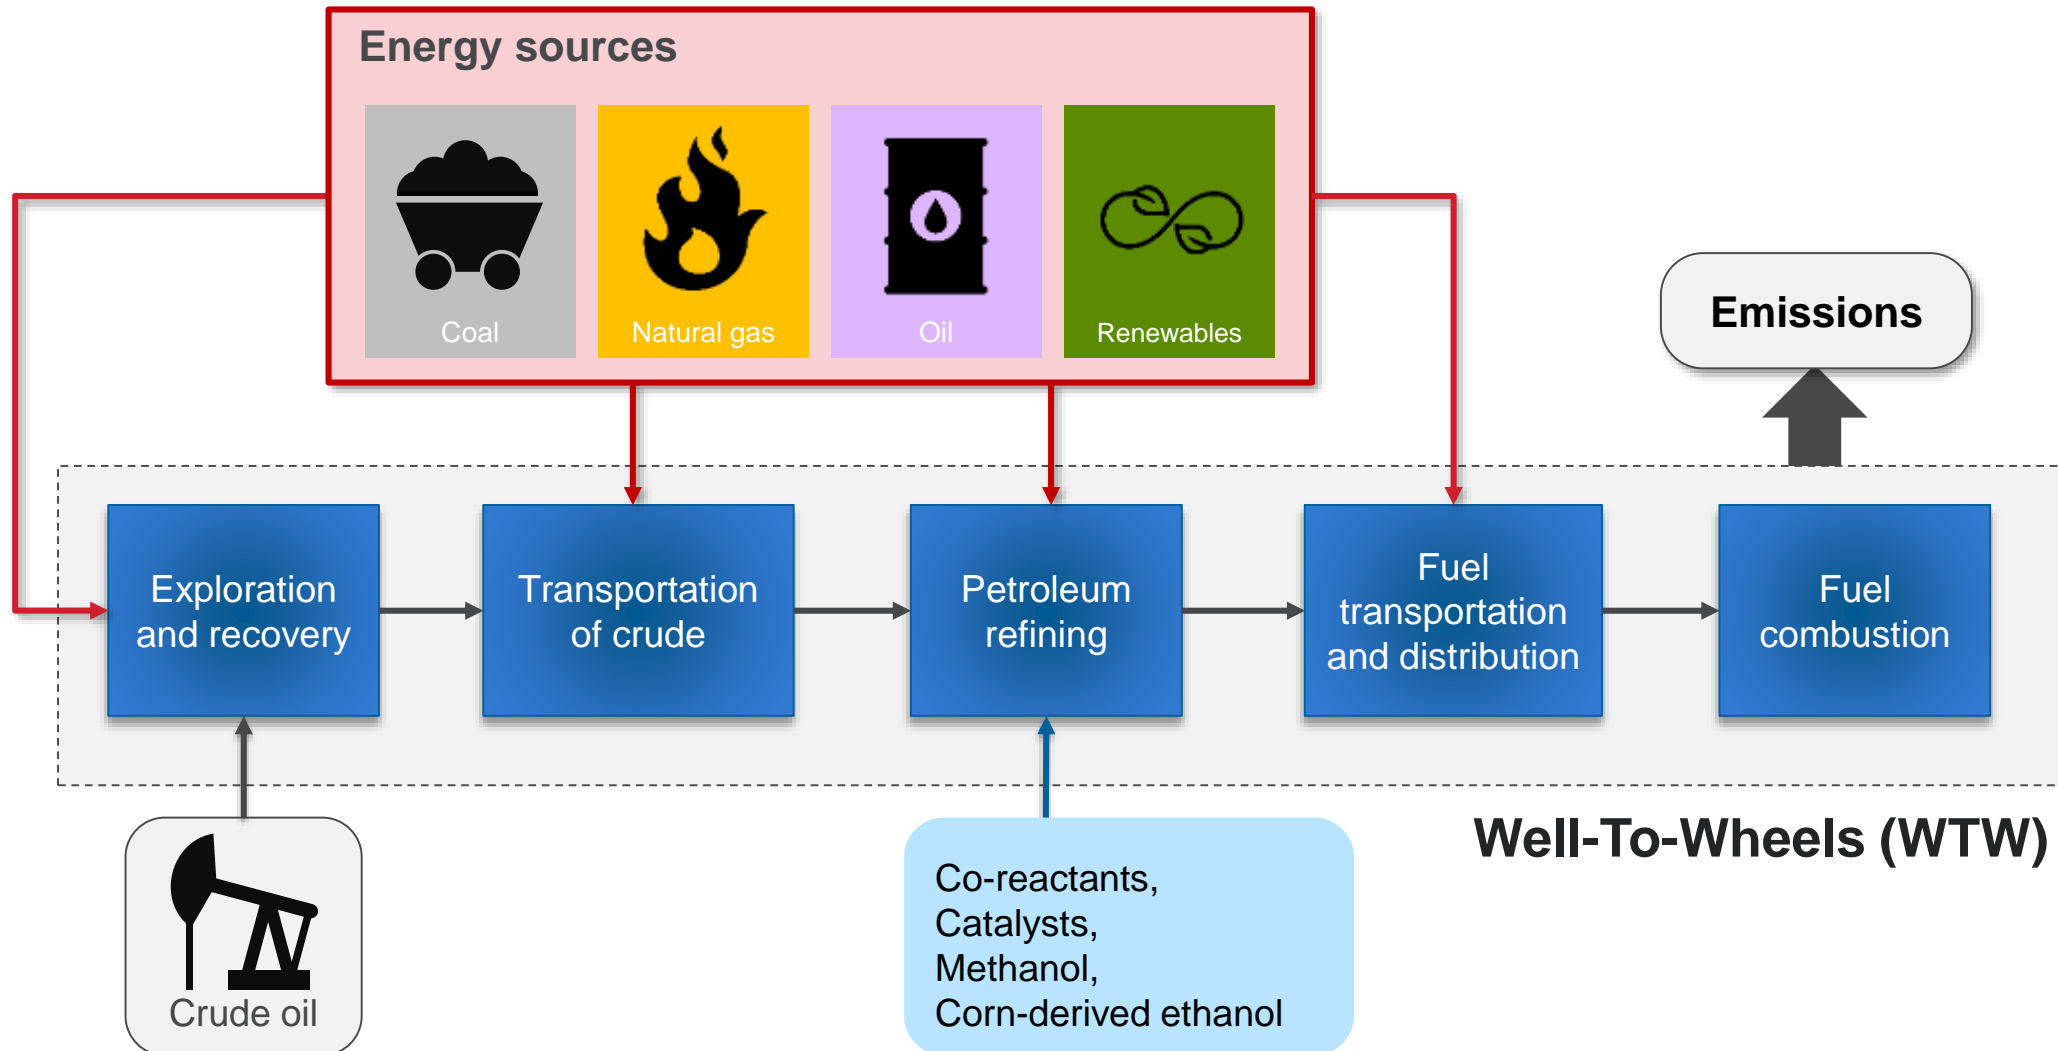 Energy sources
Coal
Natural gas
Oil
Renewables
Emissions
Exploration
and recovery
Transportation
of crude
Petroleum
refining
Fuel
transportation
and distribution
Fuel
combustion
Crude oil
Co-reactants,
Catalysts,
Methanol,
Corn-derived ethanol
Well-To-Wheels (WTW)